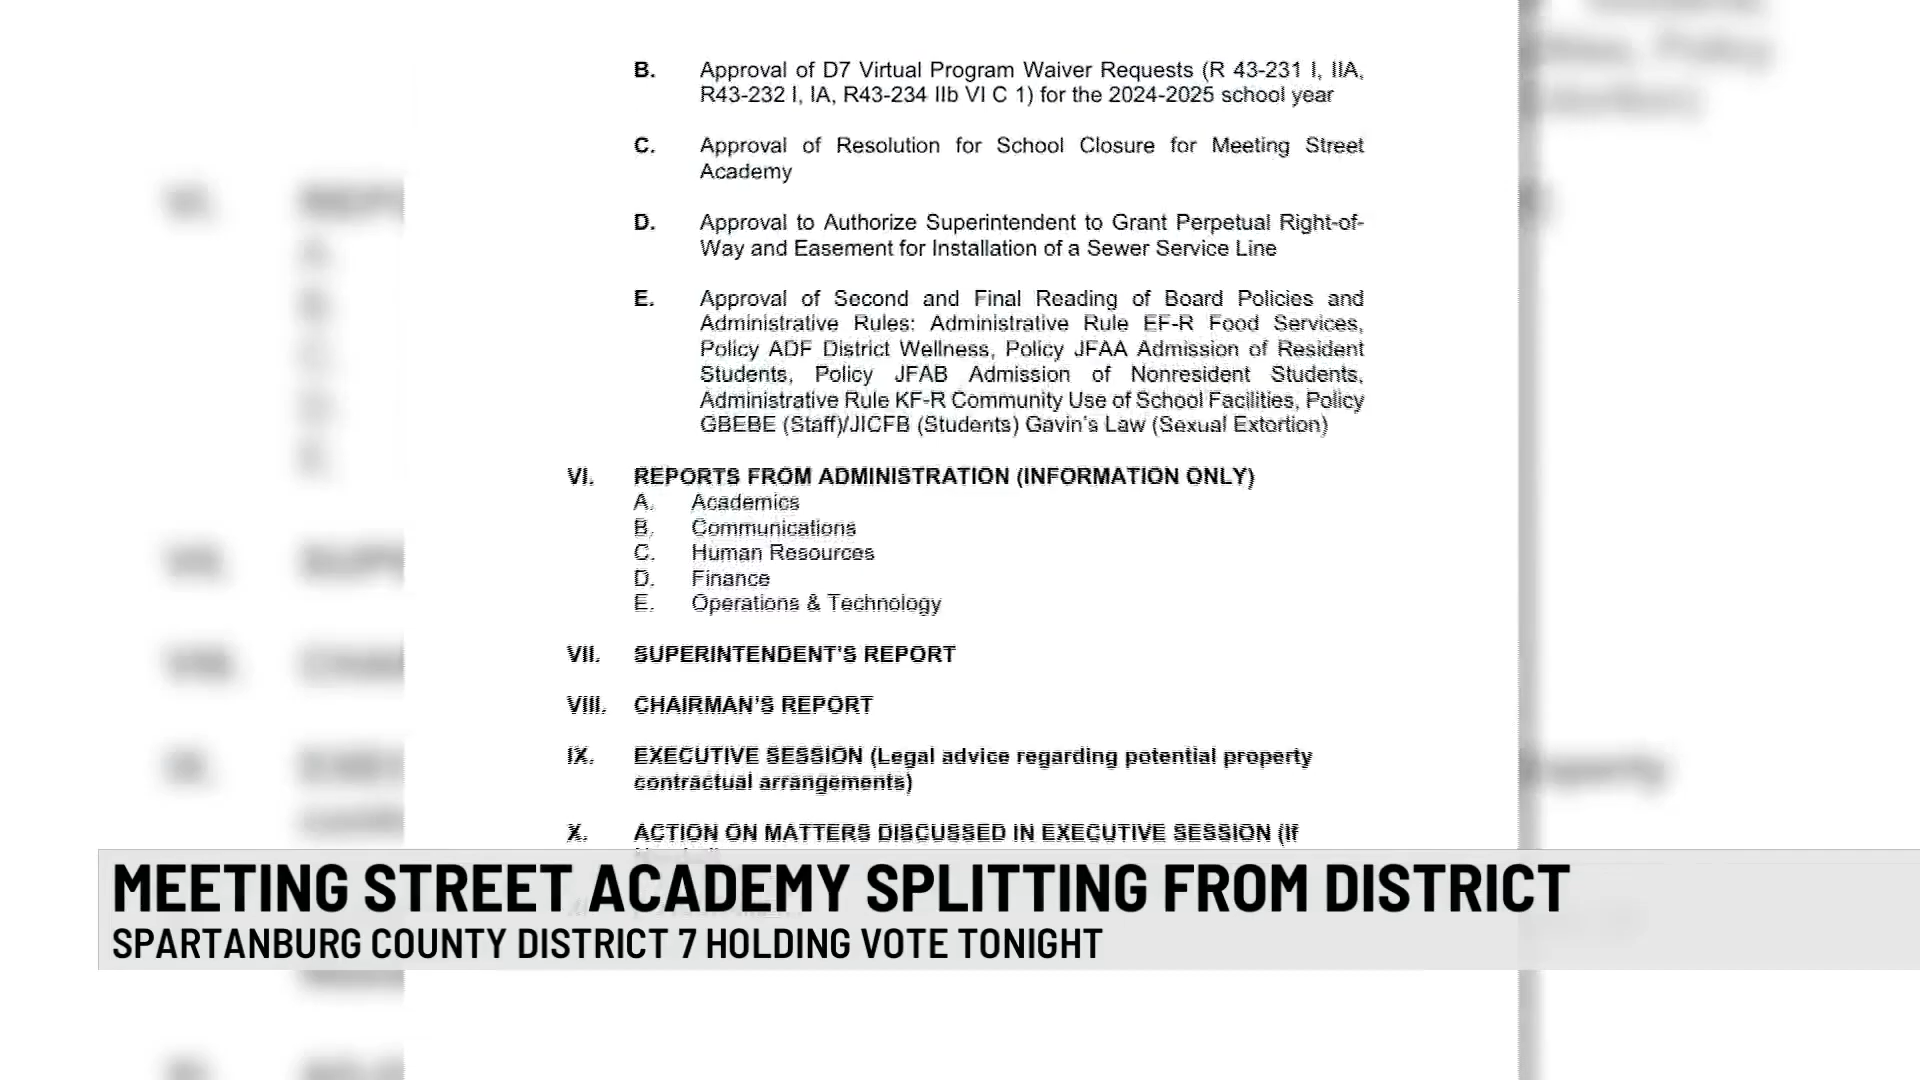 B. Approval of D7 Virtual Program Waiver Requests (R 43-231 I, IIA,
R43-232 I, IA, R43-234 IIb VI C 1) for the 2024-2025 school year
C. Approval of Resolution for School Closure for Meeting Street
Academy
D. Approval to Authorize Superintendent to Grant Perpetual Right-of-
Way and Easement for Installation of a Sewer Service Line
E. Approval of Second and Final Reading of Board Policies and
Administrative Rules: Administrative Rule EF-R Food Services,
Policy ADF District Wellness, Policy JFAA Admission of Resident
Students, Policy JFAB Admission of Nonresident Students,
Administrative Rule KF-R Community Use of School Facilities, Policy
GBEBE (Staff)/JICFB (Students) Gavin's Law (Sexual Extortion)
VI. REPORTS FROM ADMINISTRATION (INFORMATION ONLY)
A. Academics
B. Communications
C. Human Resources
D. Finance
E. Operations & Technology
VII. SUPERINTENDENT'S REPORT
VIII. CHAIRMAN'S REPORT
IX. EXECUTIVE SESSION (Legal advice regarding potential property
contractual arrangements)
X. ACTION ON MATTERS DISCUSSED IN EXECUTIVE SESSION (If
MEETING STREET ACADEMY SPLITTING FROM DISTRICT
SPARTANBURG COUNTY DISTRICT 7 HOLDING VOTE TONIGHT